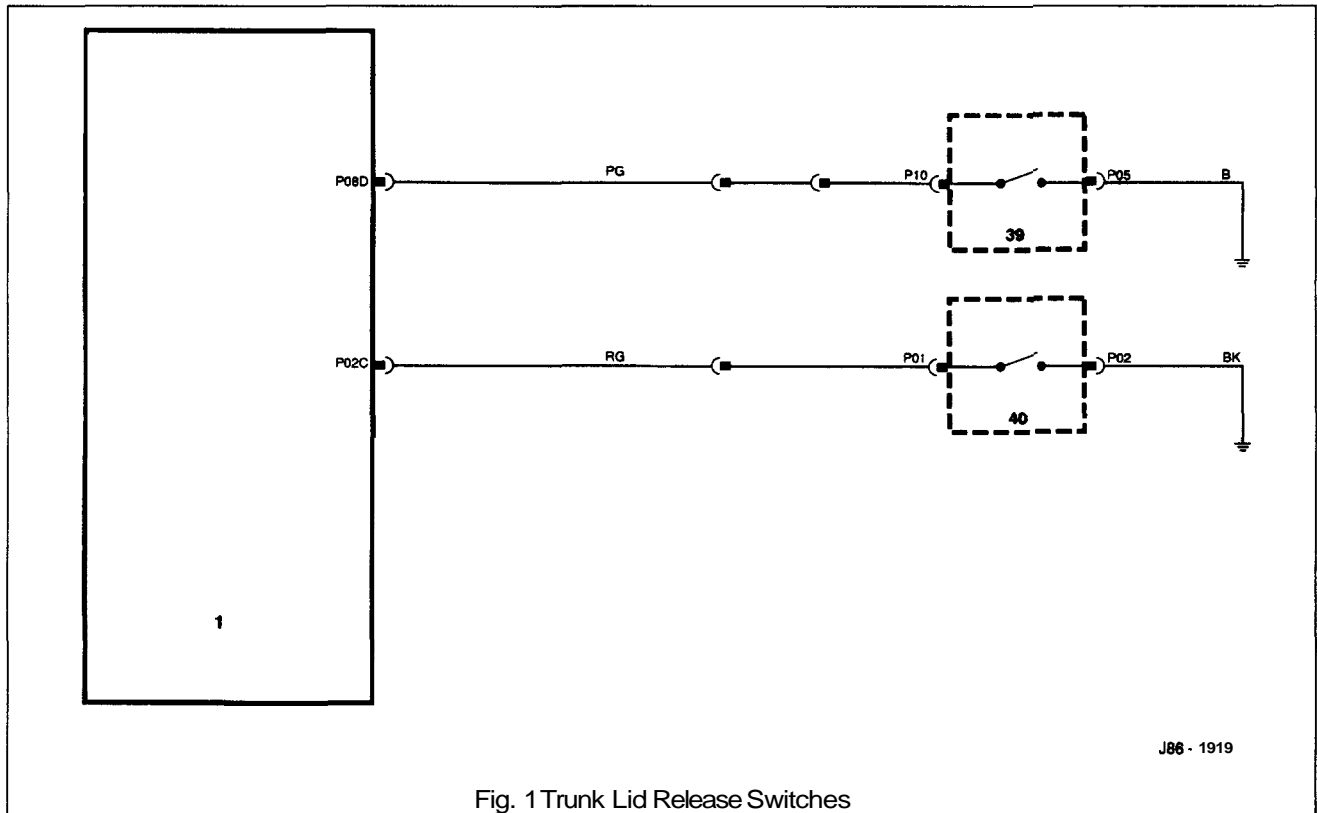 P08D PG P10 P05 B
39
P02C RG P01 P02 BK
40
1
J86 - 1919
Fig. 1 Trunk Lid Release Switches